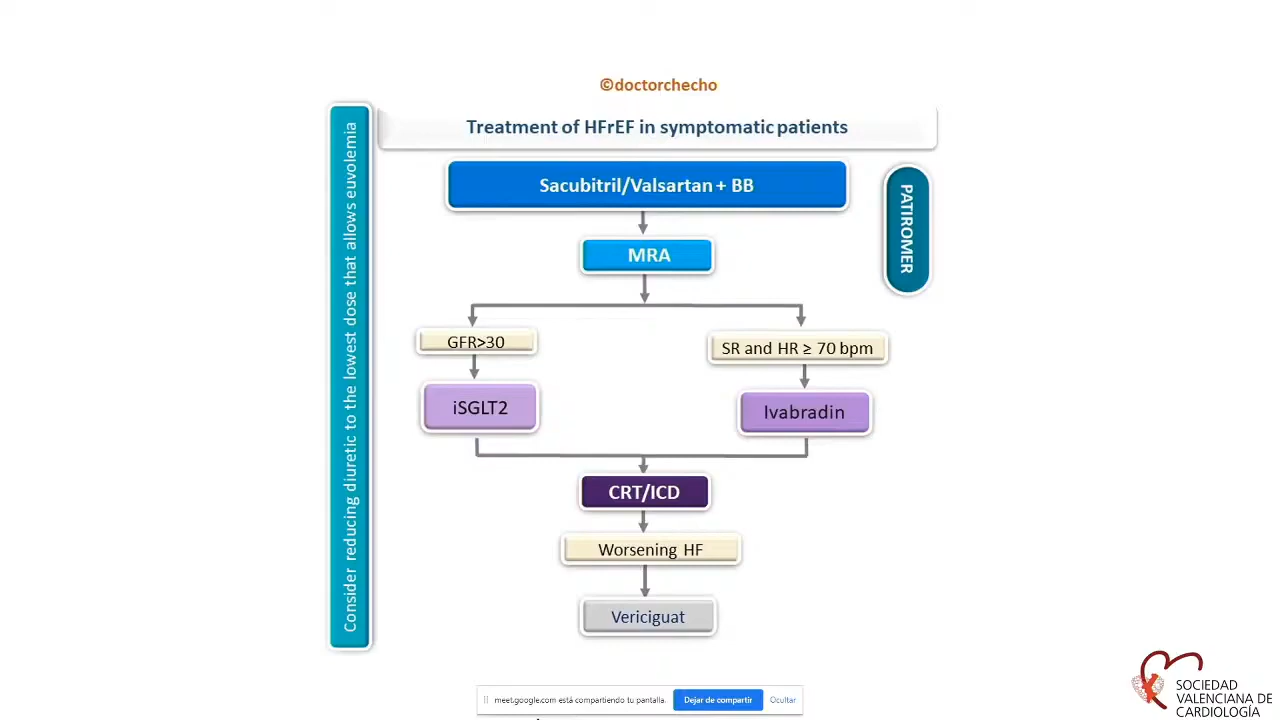 ©doctorchecho
Treatment of HFrEF in symptomatic patients
Consider reducing diuretic to the lowest dose that allows euvolemia
Sacubitril/Valsartan + BB
PATIROMER
MRA
GFR>30
SR and HR ≥ 70 bpm
iSGLT2
Ivabradin
CRT/ICD
Worsening HF
Vericiguat
meet.google.com está compartiendo tu pantalla.
Dejar de compartir
Ocultar
SOCIEDAD
VALENCIANA DE
CARDIOLOGÍA